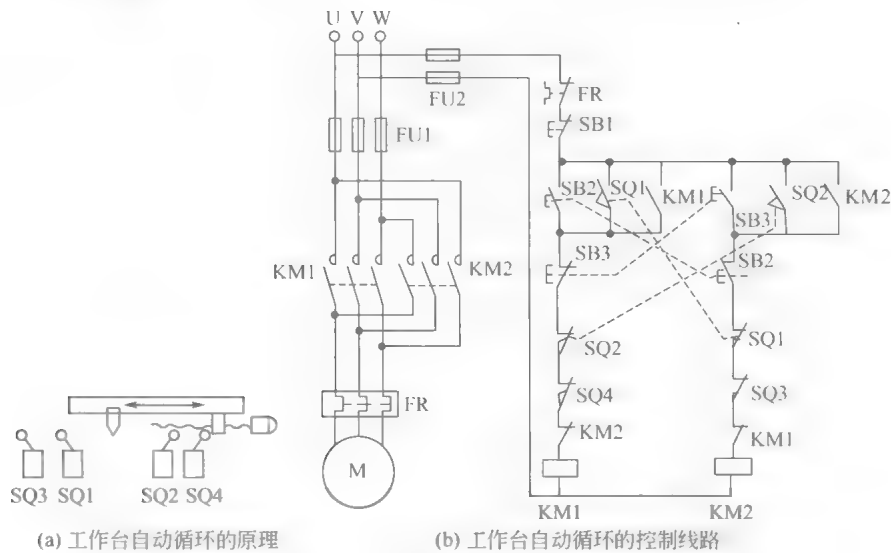 U V W
FU2
FR
SB1
FU1
SB2
SQ1
KM1
SB3
SQ2
KM2
KM1
KM2
SB3
SB2
SQ2
SQ1
SQ4
SQ3
FR
KM2
KM1
M
SQ3 SQ1 SQ2 SQ4
KM1
KM2
(a) 工作台自动循环的原理
(b) 工作台自动循环的控制线路